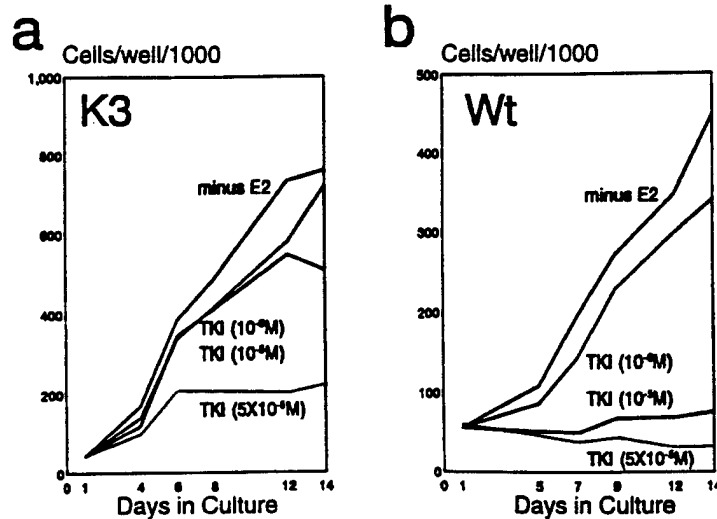 a
Cells/well/1000
1,000
K3
800
minus E2
600
400
TKI (10⁻⁶M)
TKI (10⁻⁵M)
200
TKI (5X10⁻⁵M)
0 1 4 6 8 12 14
Days in Culture
b
Cells/well/1000
500
Wt
400
minus E2
300
200
TKI (10⁻⁶M)
100
TKI (10⁻⁵M)
TKI (5X10⁻⁵M)
0
0 1 5 7 9 12 14
Days in Culture